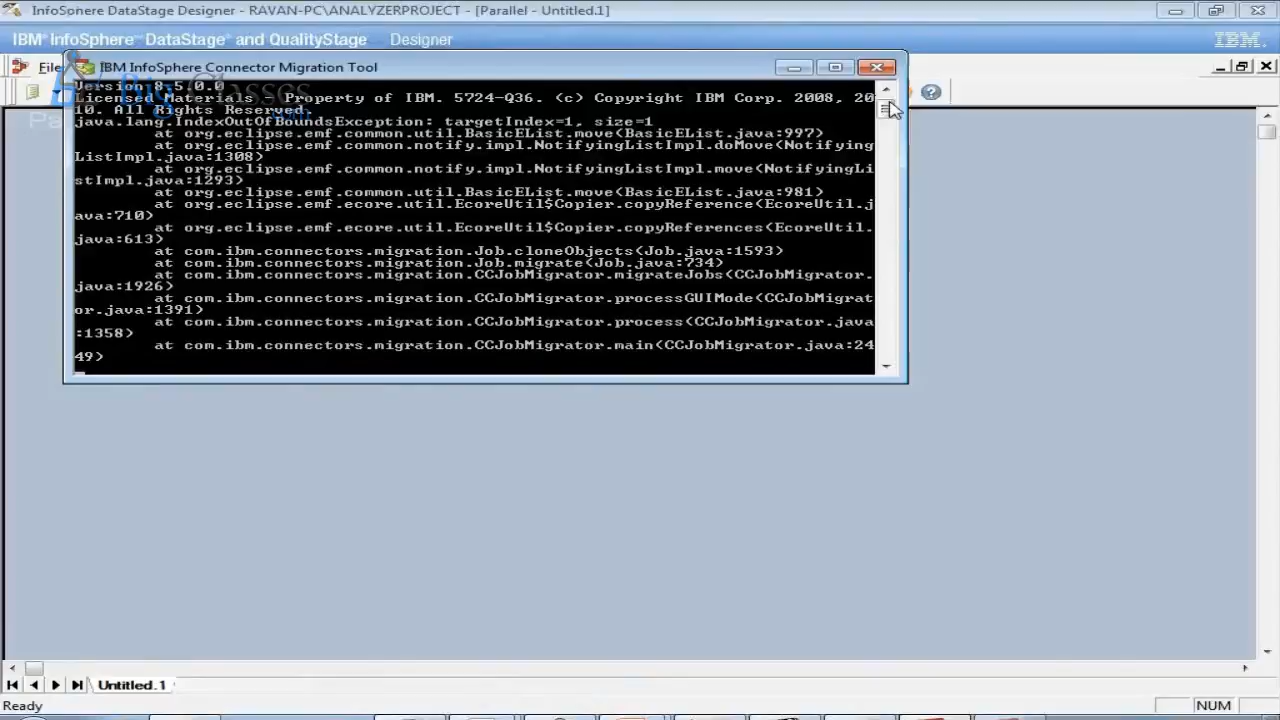 InfoSphere DataStage Designer - RAVAN-PC\ANALYZERPROJECT - [Parallel - Untitled.1]
IBM InfoSphere DataStage and QualityStage Designer
IBM.
File
IBM InfoSphere Connector Migration Tool
Version 8.5.0.0
Licensed Materials - Property of IBM. 5724-Q36. (c) Copyright IBM Corp. 2008, 20
10. All Rights Reserved.
java.lang.IndexOutOfBoundsException: targetIndex=1, size=1
at org.eclipse.emf.common.util.BasicEList.move(BasicEList.java:997)
at org.eclipse.emf.common.notify.impl.NotifyingListImpl.doMove(Notifying
ListImpl.java:1308)
at org.eclipse.emf.common.notify.impl.NotifyingListImpl.move(NotifyingLi
stImpl.java:1293)
at org.eclipse.emf.common.util.BasicEList.move(BasicEList.java:981)
at org.eclipse.emf.ecore.util.EcoreUtil$Copier.copyReference(EcoreUtil.j
ava:710)
at org.eclipse.emf.ecore.util.EcoreUtil$Copier.copyReferences(EcoreUtil.
java:613)
at com.ibm.connectors.migration.Job.cloneObjects(Job.java:1593)
at com.ibm.connectors.migration.Job.migrate(Job.java:734)
at com.ibm.connectors.migration.CCJobMigrator.migrateJobs(CCJobMigrator.
java:1926)
at com.ibm.connectors.migration.CCJobMigrator.processGUIMode(CCJobMigrat
or.java:1391)
at com.ibm.connectors.migration.CCJobMigrator.process(CCJobMigrator.java
:1358)
at com.ibm.connectors.migration.CCJobMigrator.main(CCJobMigrator.java:24
49)
Untitled.1
Ready
NUM